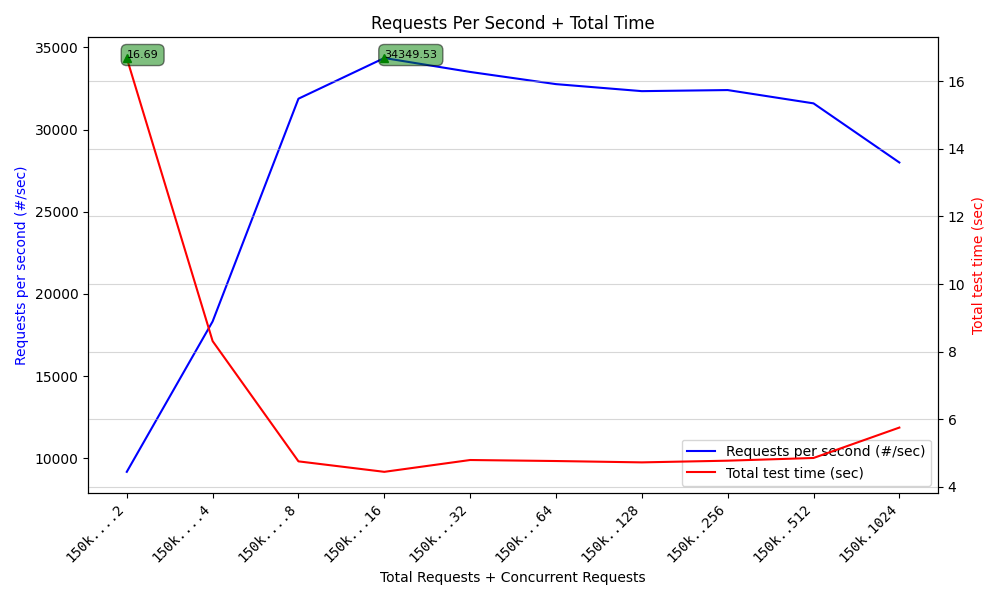 Requests Per Second + Total Time
35000
30000
25000
20000
15000
10000
Requests per second (#/sec)
16.69
34349.53
16
14
12
10
8
6
4
Total test time (sec)
Requests per second (#/sec)
Total test time (sec)
150k....2
150k....4
150k....8
150k...16
150k...32
150k...64
150k..128
150k..256
150k..512
150k.1024
Total Requests + Concurrent Requests